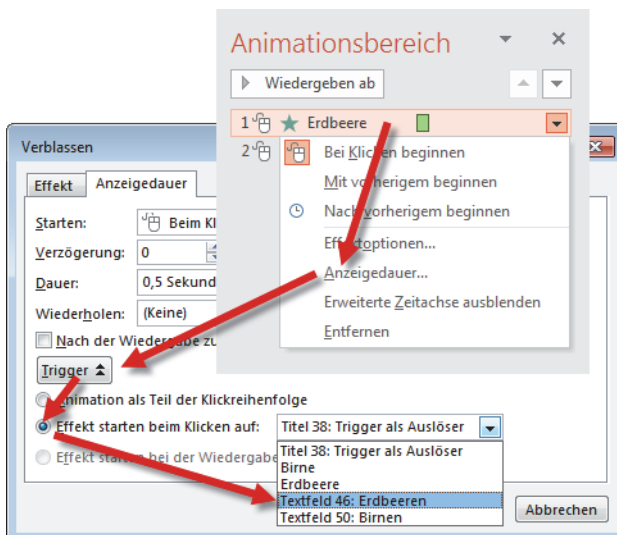 Animationsbereich
Wiedergeben ab
1 Erdbeere
2
Bei Klicken beginnen
Mit vorherigem beginnen
Nach vorherigem beginnen
Effektoptionen...
Anzeigedauer...
Erweiterte Zeitachse ausblenden
Entfernen
Verblassen
Effekt Anzeigedauer
Starten: Beim Kl
Verzögerung: 0
Dauer: 0,5 Sekund
Wiederholen: (Keine)
Nach der Wiedergabe zu
Trigger
Animation als Teil der Klickreihenfolge
Effekt starten beim Klicken auf: Titel 38: Trigger als Auslöser
Effekt starten bei der Wiedergabe
Titel 38: Trigger als Auslöser
Birne
Erdbeere
Textfeld 46: Erdbeeren
Textfeld 50: Birnen
Abbrechen